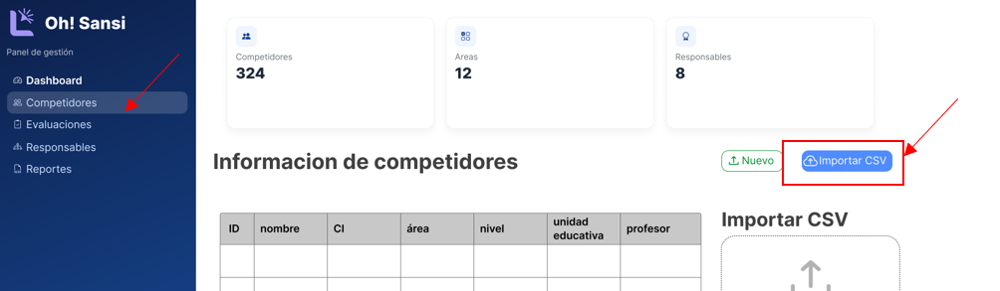 Oh! Sansi
Panel de gestión
Dashboard
Competidores
Evaluaciones
Responsables
Reportes
Competidores
324
Areas
12
Responsables
8
Informacion de competidores
Nuevo
Importar CSV
ID nombre CI área nivel unidad educativa profesor
Importar CSV